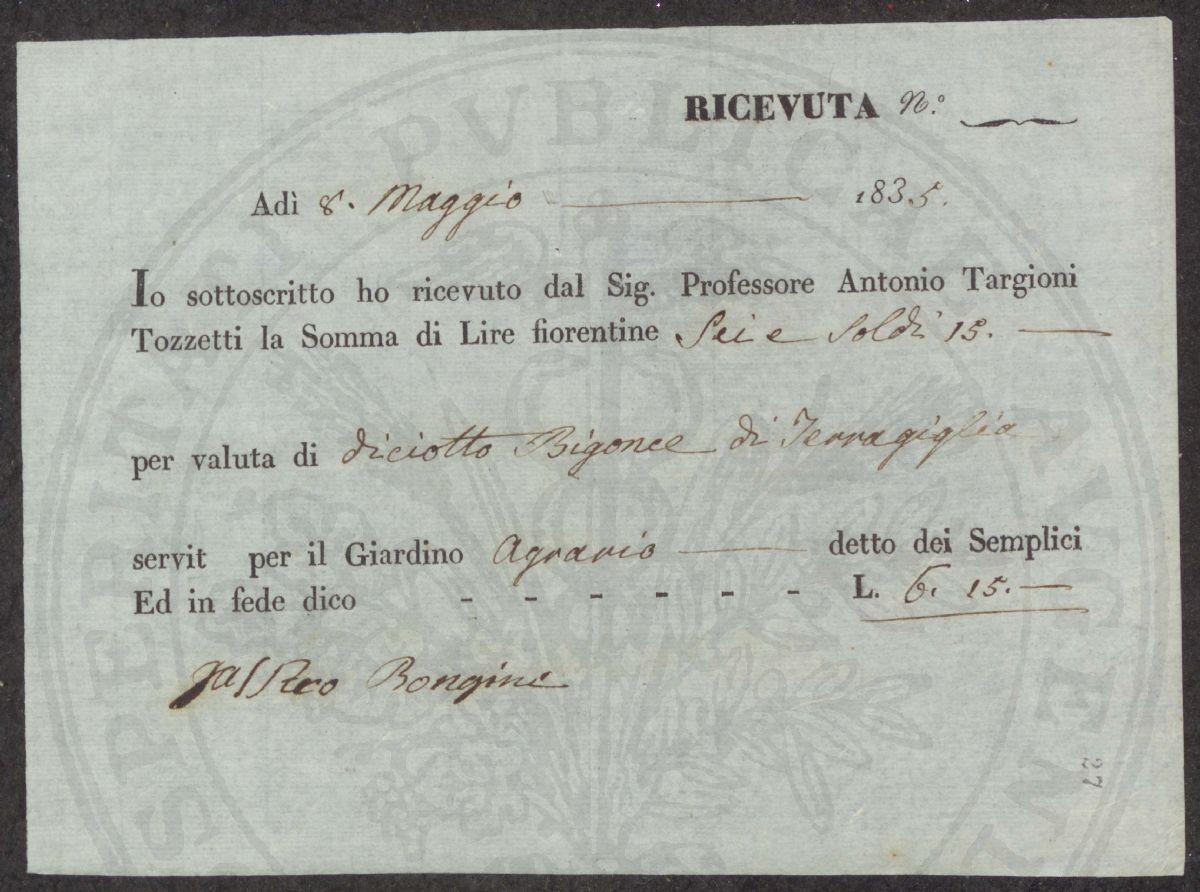 RICEVUTA N.º
Adì 8. Maggio 1835.
Io sottoscritto ho ricevuto dal Sig. Professore Antonio Targioni
Tozzetti la Somma di Lire fiorentine Sei e Soldi 15.
per valuta di diciotto Bigonce di Terragiglia
servit per il Giardino Agrario detto dei Semplici
Ed in fede dico - - - - - - L. 6. 15.
Bongine
27